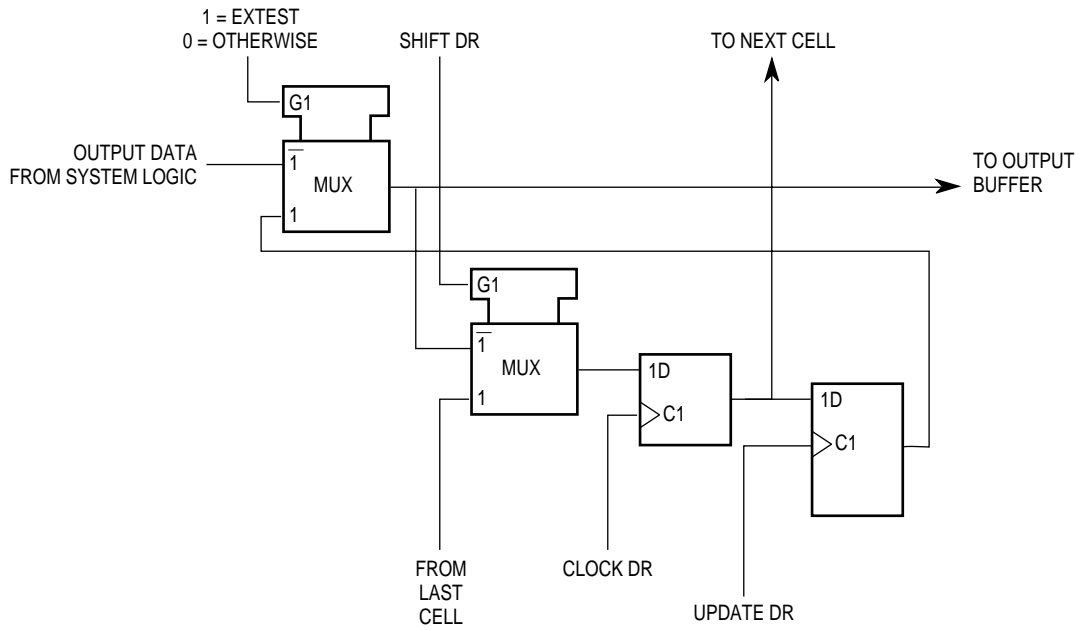 1 = EXTEST
0 = OTHERWISE
SHIFT DR
TO NEXT CELL
G1
OUTPUT DATA
FROM SYSTEM LOGIC
1̅
MUX
1
TO OUTPUT
BUFFER
G1
1̅
MUX
1
1D
C1
1D
C1
FROM
LAST
CELL
CLOCK DR
UPDATE DR